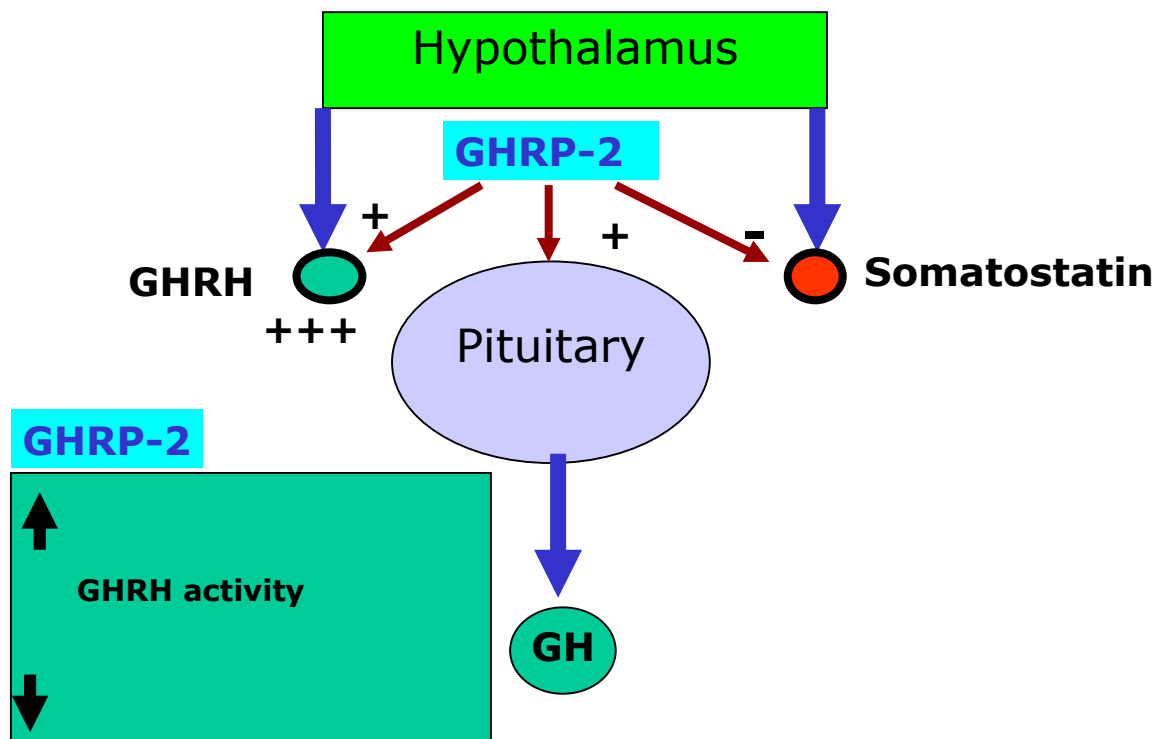 Hypothalamus
GHRP-2
+
+
-
GHRH
Somatostatin
+++
Pituitary
GHRP-2
GHRH activity
GH